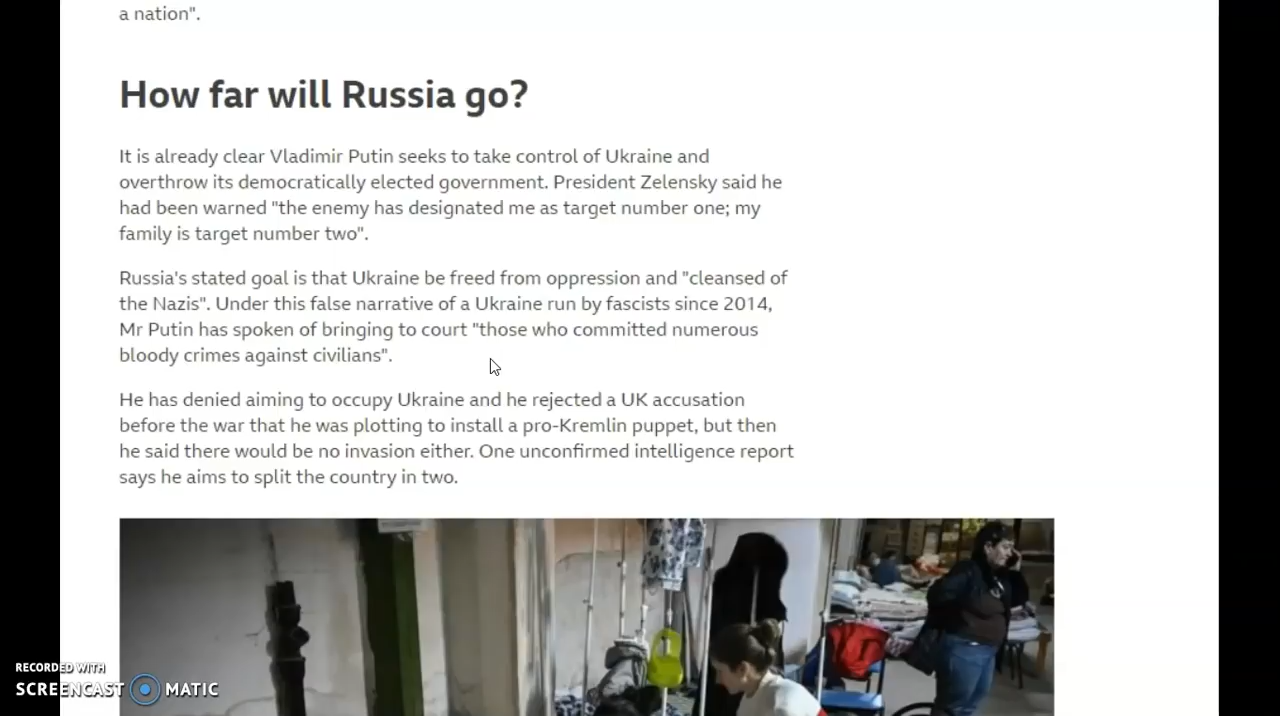 a nation".
How far will Russia go?
It is already clear Vladimir Putin seeks to take control of Ukraine and
overthrow its democratically elected government. President Zelensky said he
had been warned "the enemy has designated me as target number one; my
family is target number two".
Russia's stated goal is that Ukraine be freed from oppression and "cleansed of
the Nazis". Under this false narrative of a Ukraine run by fascists since 2014,
Mr Putin has spoken of bringing to court "those who committed numerous
bloody crimes against civilians".
He has denied aiming to occupy Ukraine and he rejected a UK accusation
before the war that he was plotting to install a pro-Kremlin puppet, but then
he said there would be no invasion either. One unconfirmed intelligence report
says he aims to split the country in two.
RECORDED WITH
SCREENCAST MATIC